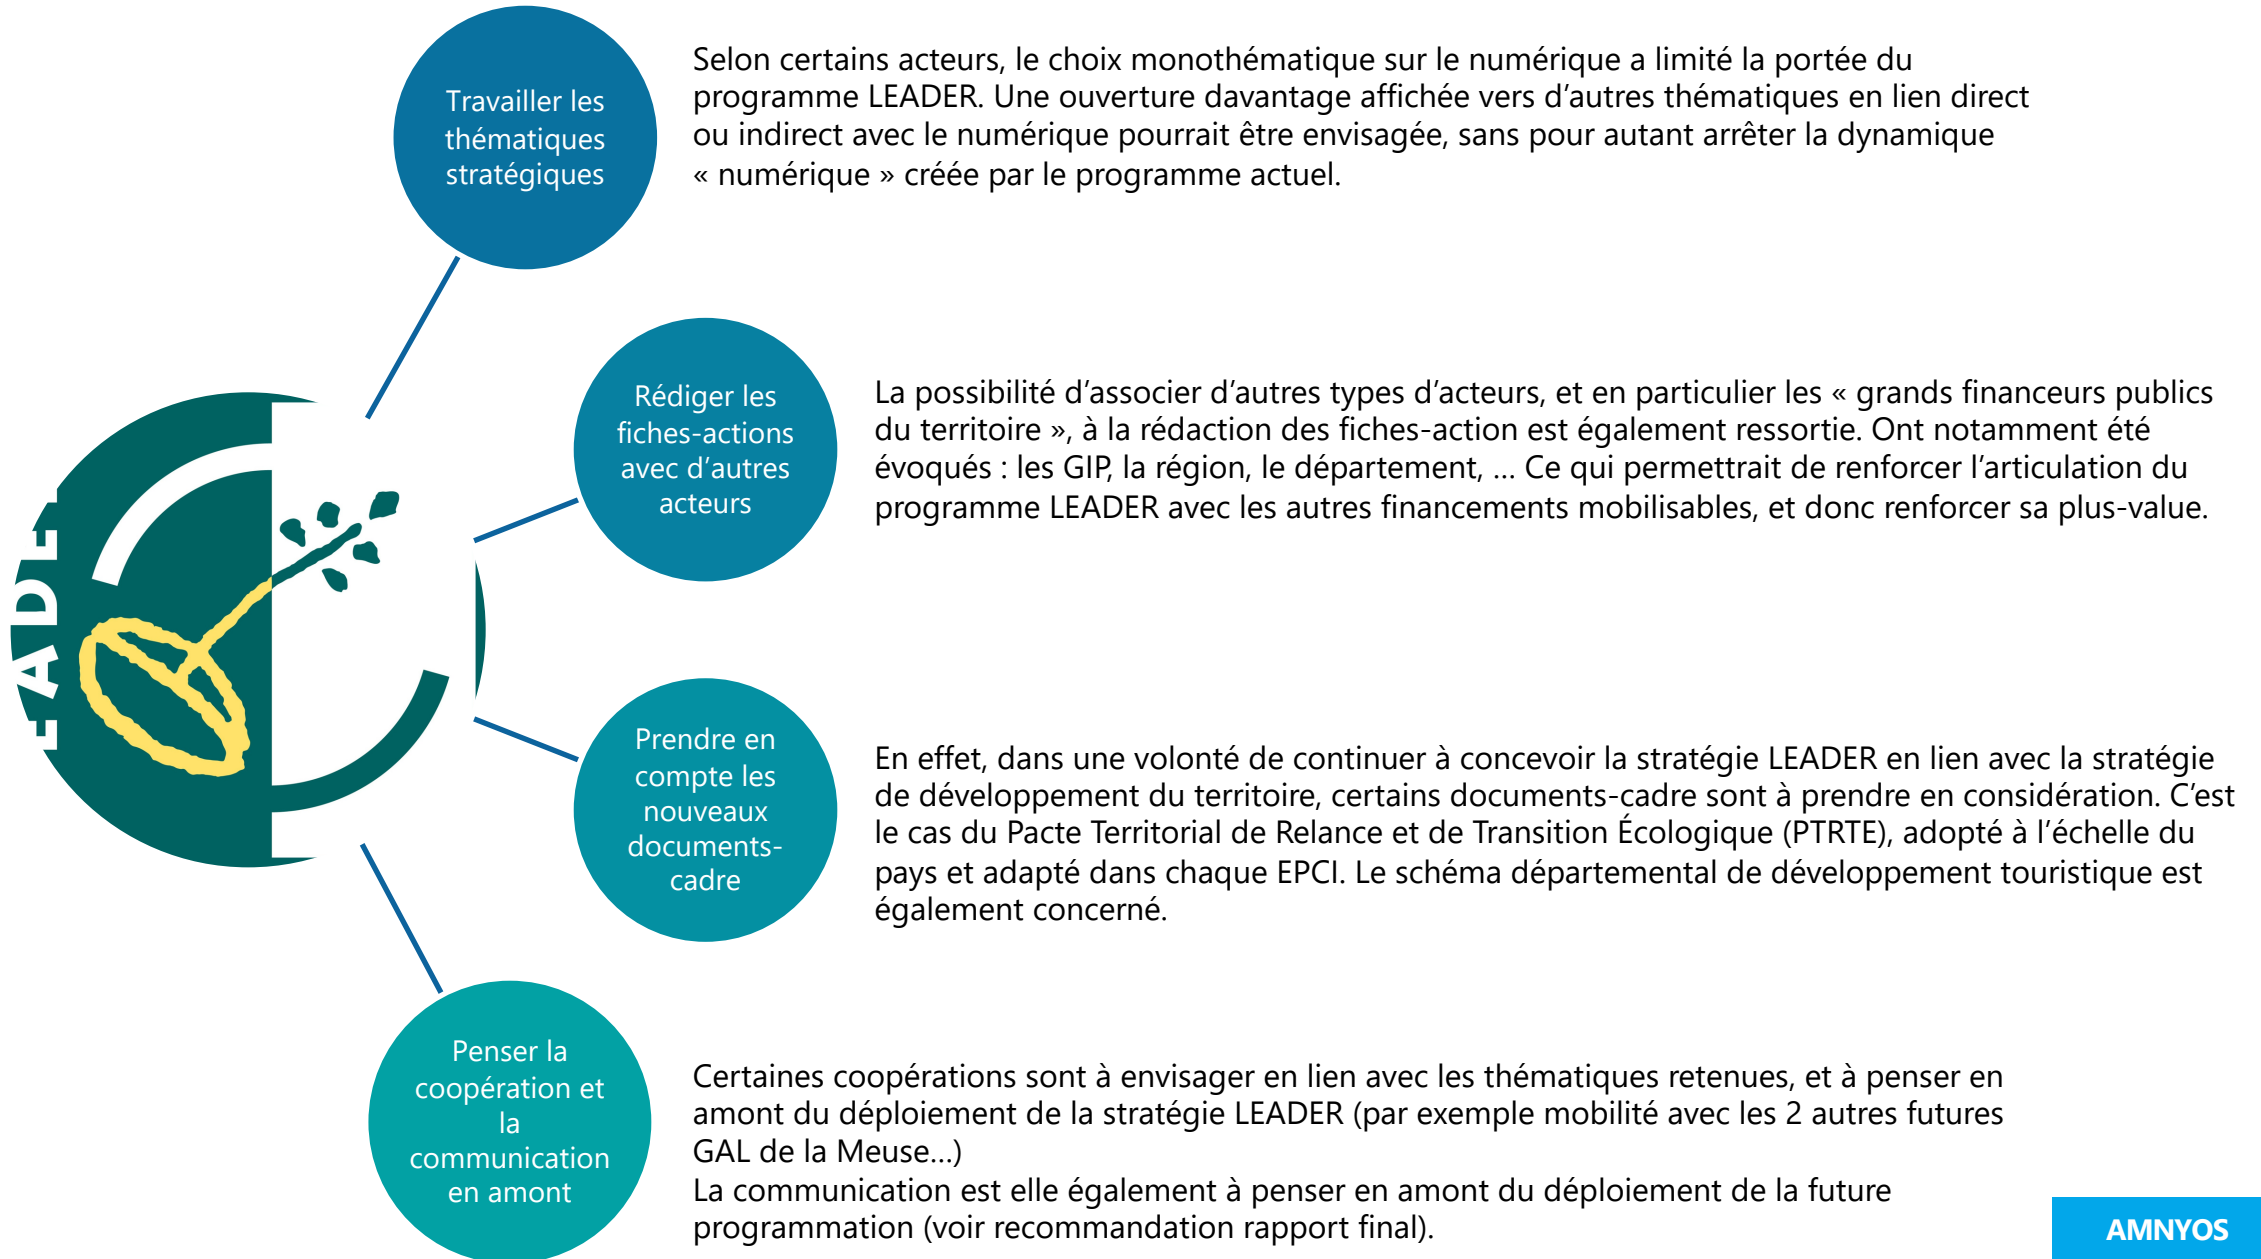 Travailler les
thématiques
stratégiques
Selon certains acteurs, le choix monothématique sur le numérique a limité la portée du
programme LEADER. Une ouverture davantage affichée vers d’autres thématiques en lien direct
ou indirect avec le numérique pourrait être envisagée, sans pour autant arrêter la dynamique
« numérique » créée par le programme actuel.
Rédiger les
fiches-actions
avec d’autres
acteurs
La possibilité d’associer d’autres types d’acteurs, et en particulier les « grands financeurs publics
du territoire », à la rédaction des fiches-action est également ressortie. Ont notamment été
évoqués : les GIP, la région, le département, … Ce qui permettrait de renforcer l’articulation du
programme LEADER avec les autres financements mobilisables, et donc renforcer sa plus-value.
Prendre en
compte les
nouveaux
documents-
cadre
En effet, dans une volonté de continuer à concevoir la stratégie LEADER en lien avec la stratégie
de développement du territoire, certains documents-cadre sont à prendre en considération. C’est
le cas du Pacte Territorial de Relance et de Transition Écologique (PTRTE), adopté à l’échelle du
pays et adapté dans chaque EPCI. Le schéma départemental de développement touristique est
également concerné.
Penser la
coopération et
la
communication
en amont
Certaines coopérations sont à envisager en lien avec les thématiques retenues, et à penser en
amont du déploiement de la stratégie LEADER (par exemple mobilité avec les 2 autres futures
GAL de la Meuse…)
La communication est elle également à penser en amont du déploiement de la future
programmation (voir recommandation rapport final).
AMNYOS